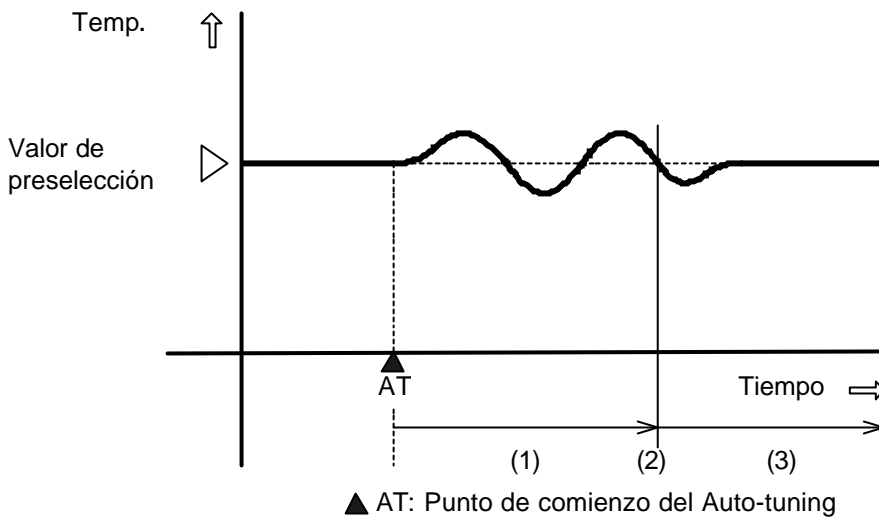 Temp.
Valor de
preselección
AT
Tiempo
(1)
(2)
(3)
AT: Punto de comienzo del Auto-tuning